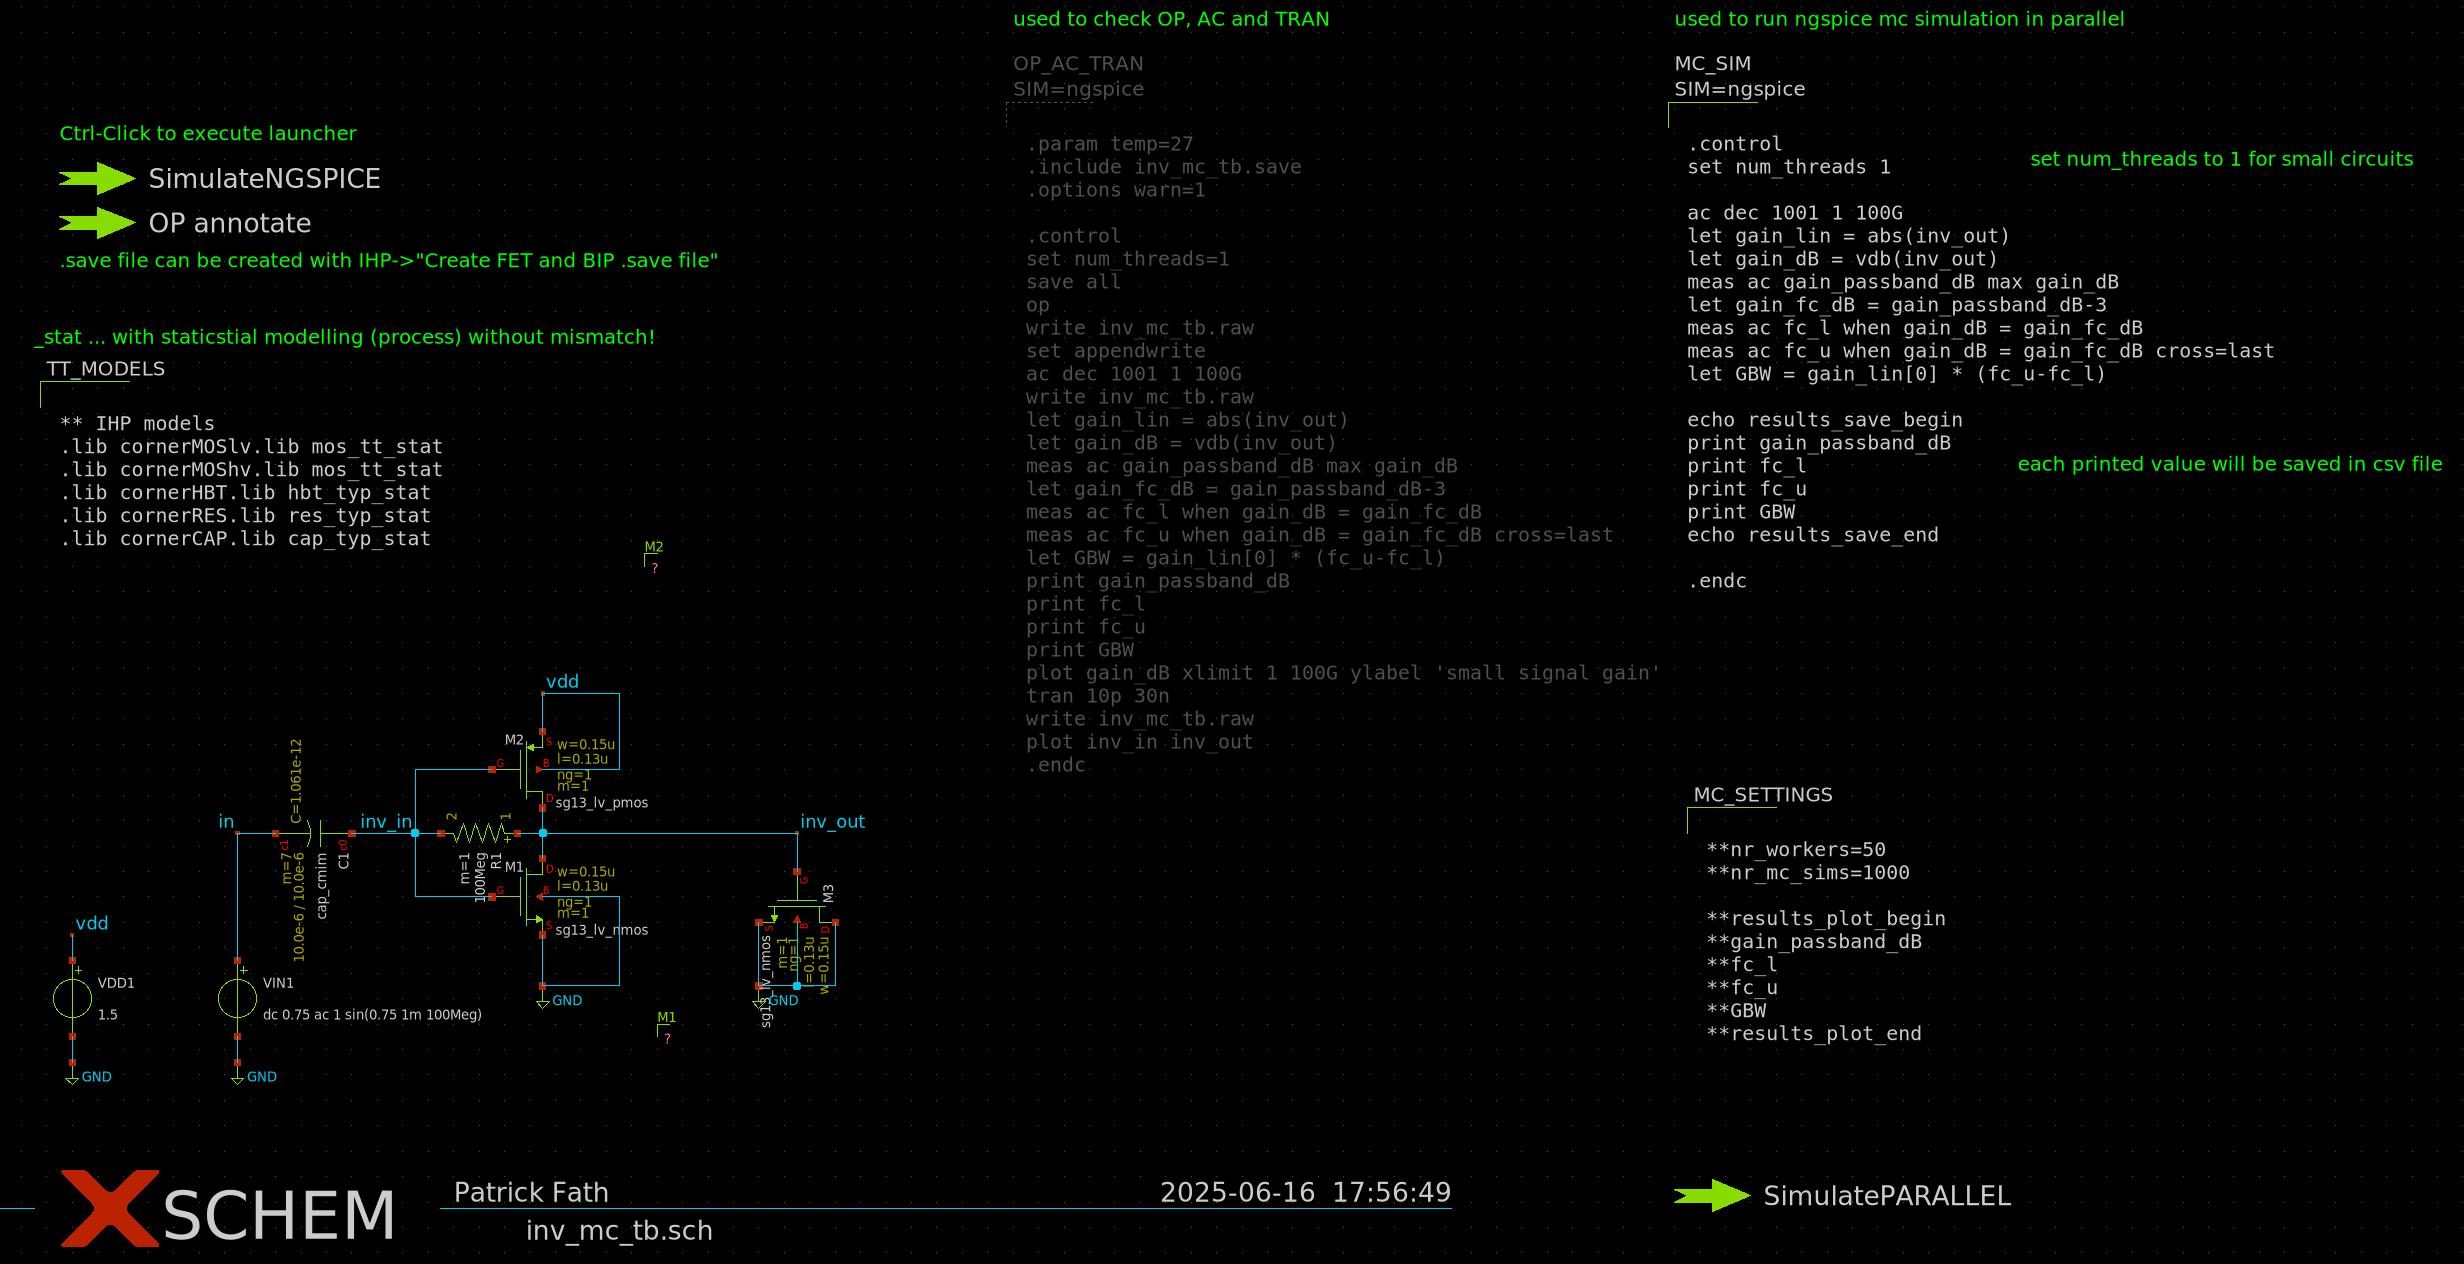 used to check OP, AC and TRAN
used to run ngspice mc simulation in parallel
OP_AC_TRAN
SIM=ngspice
.param temp=27
.include inv_mc_tb.save
.options warn=1
.control
set num_threads=1
save all
op
write inv_mc_tb.raw
set appendwrite
ac dec 1001 1 100G
write inv_mc_tb.raw
let gain_lin = abs(inv_out)
let gain_dB = vdb(inv_out)
meas ac gain_passband_dB max gain_dB
let gain_fc_dB = gain_passband_dB-3
meas ac fc_l when gain_dB = gain_fc_dB
meas ac fc_u when gain_dB = gain_fc_dB cross=last
let GBW = gain_lin[0] * (fc_u-fc_l)
print gain_passband_dB
print fc_l
print fc_u
print GBW
plot gain_dB xlimit 1 100G ylabel 'small signal gain'
tran 10p 30n
write inv_mc_tb.raw
plot inv_in inv_out
.endc
MC_SIM
SIM=ngspice
.control
set num_threads 1
set num_threads to 1 for small circuits
ac dec 1001 1 100G
let gain_lin = abs(inv_out)
let gain_dB = vdb(inv_out)
meas ac gain_passband_dB max gain_dB
let gain_fc_dB = gain_passband_dB-3
meas ac fc_l when gain_dB = gain_fc_dB
meas ac fc_u when gain_dB = gain_fc_dB cross=last
let GBW = gain_lin[0] * (fc_u-fc_l)
echo results_save_begin
print gain_passband_dB
print fc_l
each printed value will be saved in csv file
print fc_u
print GBW
echo results_save_end
.endc
MC_SETTINGS
**nr_workers=50
**nr_mc_sims=1000
**results_plot_begin
**gain_passband_dB
**fc_l
**fc_u
**GBW
**results_plot_end
SimulatePARALLEL
Ctrl-Click to execute launcher
SimulateNGSPICE
OP annotate
.save file can be created with IHP->"Create FET and BIP .save file"
_stat ... with staticstial modelling (process) without mismatch!
TT_MODELS
** IHP models
.lib cornerMOSlv.lib mos_tt_stat
.lib cornerMOShv.lib mos_tt_stat
.lib cornerHBT.lib hbt_typ_stat
.lib cornerRES.lib res_typ_stat
.lib cornerCAP.lib cap_typ_stat
M2
?
vdd
M2
S
w=0.15u
l=0.13u
G
B
ng=1
m=1
D
sg13_lv_pmos
in
C=1.061e-12
c1
c0
m=7
10.0e-6 / 10.0e-6
cap_cmim
C1
inv_in
2
1
+
m=1
100Meg
R1
inv_out
M1
D
w=0.15u
l=0.13u
G
B
ng=1
m=1
S
sg13_lv_nmos
GND
G
M3
S
B
D
sg13_lv_nmos
m=1
ng=1
l=0.13u
w=0.15u
GND
vdd
+
VDD1
1.5
GND
+
VIN1
dc 0.75 ac 1 sin(0.75 1m 100Meg)
GND
M1
?
XSCHEM
Patrick Fath
2025-06-16 17:56:49
inv_mc_tb.sch